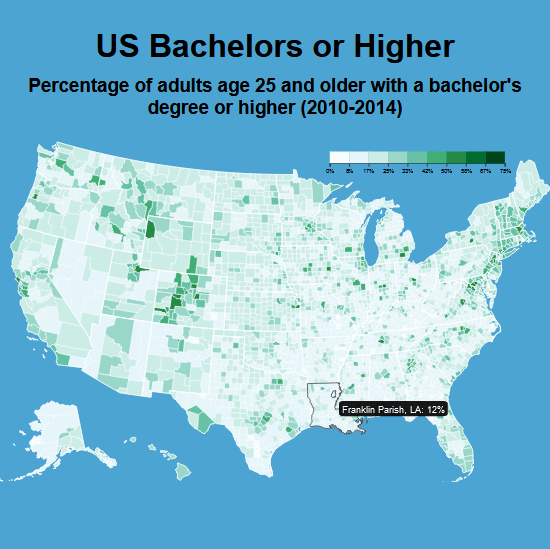 US Bachelors or Higher
Percentage of adults age 25 and older with a bachelor's
degree or higher (2010-2014)
0% 8% 17% 25% 33% 42% 50% 58% 67% 75%
Franklin Parish, LA: 12%